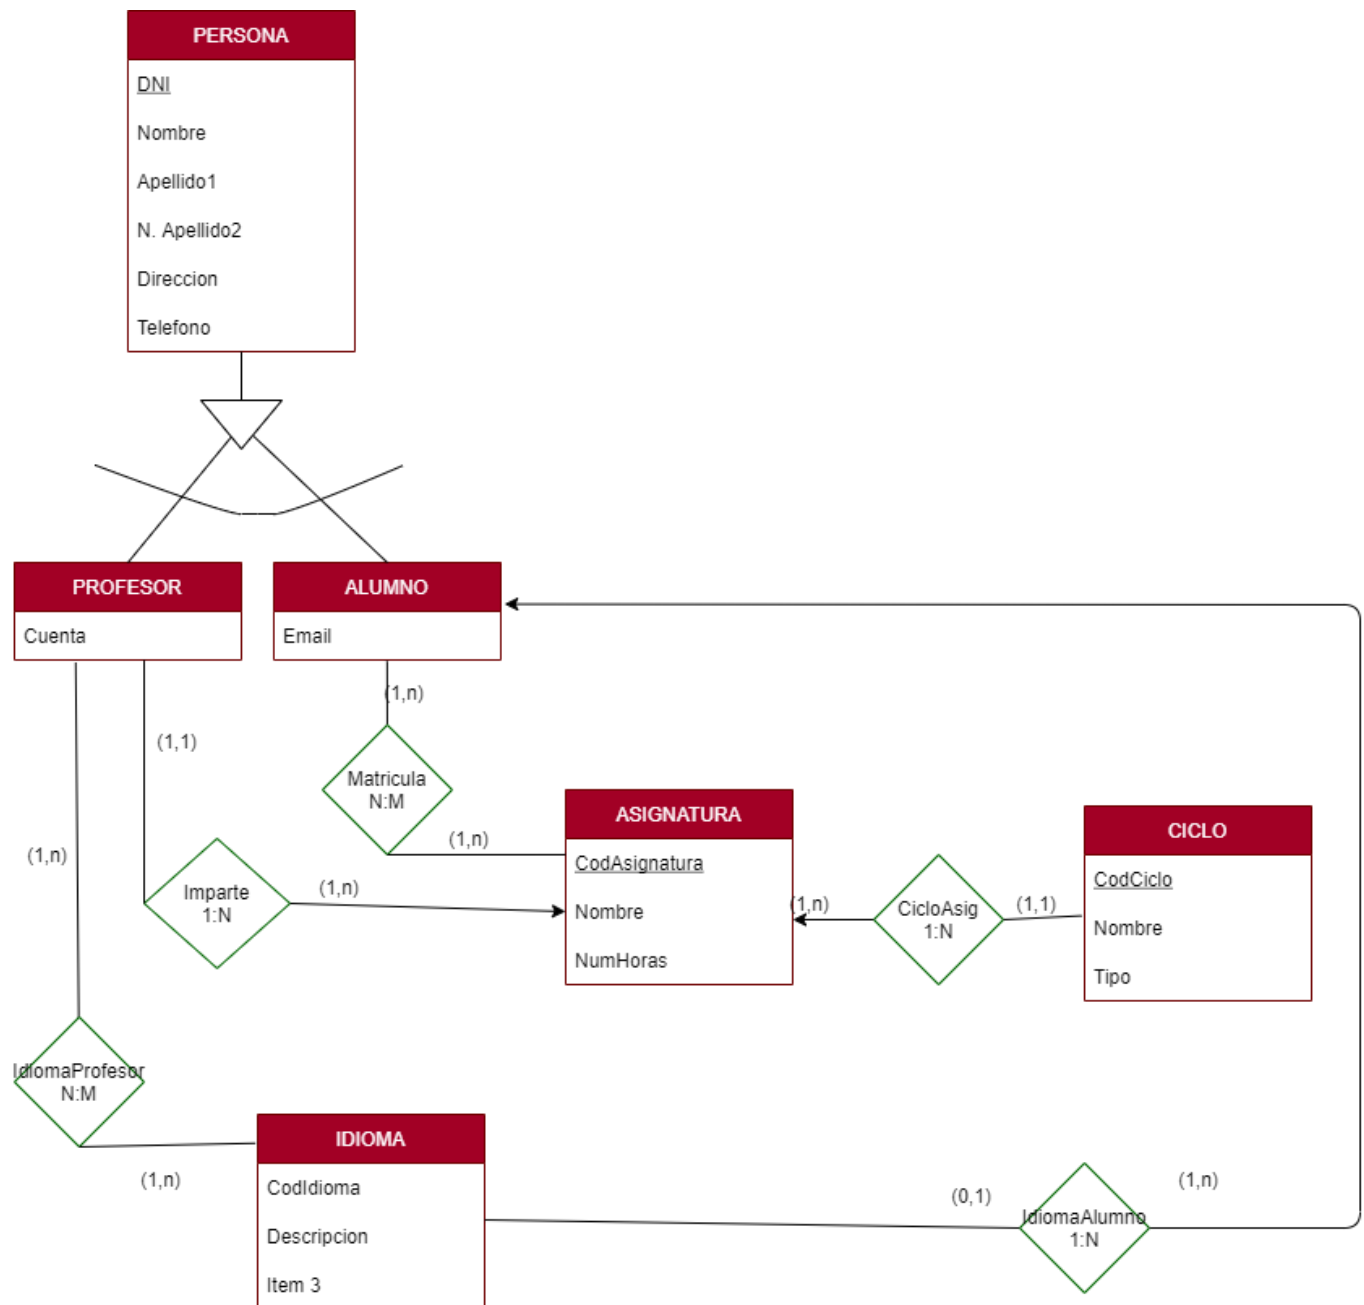 PERSONA
DNI
Nombre
Apellido1
N. Apellido2
Direccion
Telefono
PROFESOR
Cuenta
ALUMNO
Email
(1,n)
(1,1)
Matricula
N:M
(1,n)
(1,n)
Imparte
1:N
(1,n)
ASIGNATURA
CodAsignatura
Nombre
NumHoras
(1,n)
CicloAsig
1:N
(1,1)
CICLO
CodCiclo
Nombre
Tipo
IdiomaProfesor
N:M
(1,n)
IDIOMA
CodIdioma
Descripcion
Item 3
(0,1)
IdiomaAlumno
1:N
(1,n)